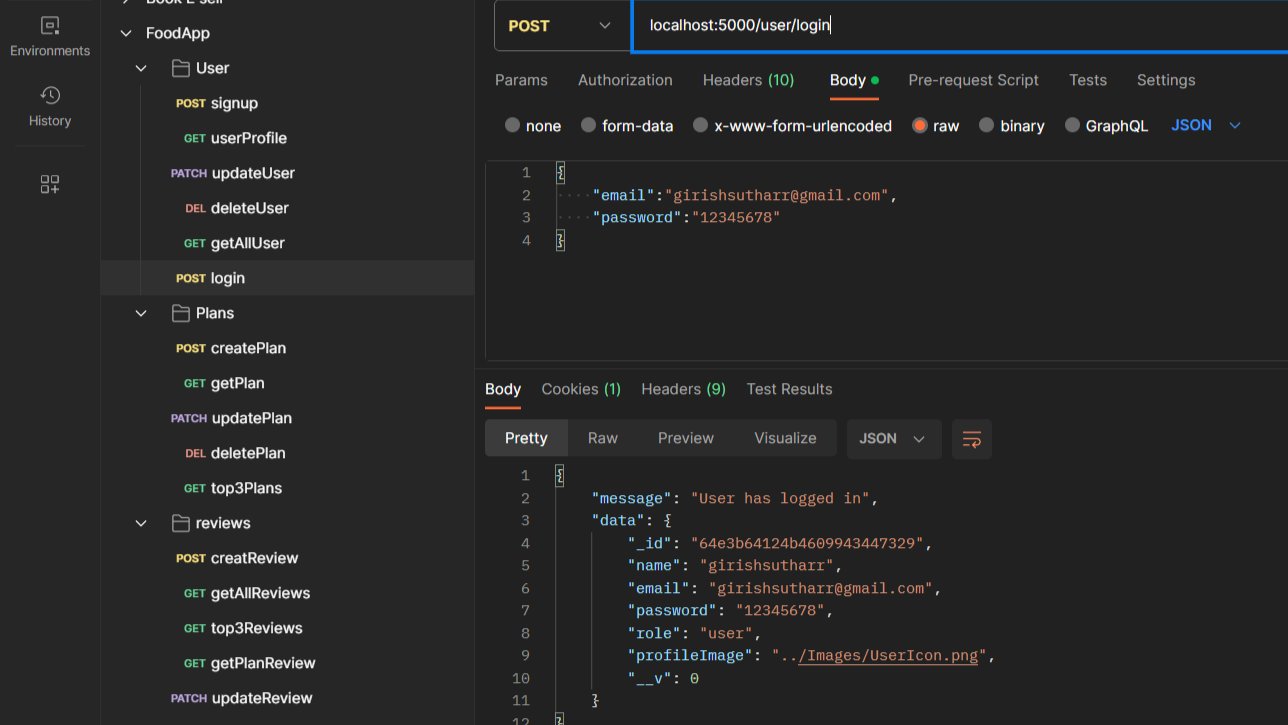 Book E-sell
Environments
History
FoodApp
User
POST signup
GET userProfile
PATCH updateUser
DEL deleteUser
GET getAllUser
POST login
Plans
POST createPlan
GET getPlan
PATCH updatePlan
DEL deletePlan
GET top3Plans
reviews
POST creatReview
GET getAllReviews
GET top3Reviews
GET getPlanReview
PATCH updateReview
POST localhost:5000/user/login
Params Authorization Headers (10) Body Pre-request Script Tests Settings
none form-data x-www-form-urlencoded raw binary GraphQL JSON
1 {
2 "email":"girishsutharr@gmail.com",
3 "password":"12345678"
4 }
Body Cookies (1) Headers (9) Test Results
Pretty Raw Preview Visualize JSON
1 {
2 "message": "User has logged in",
3 "data": {
4 "_id": "64e3b64124b4609943447329",
5 "name": "girishsutharr",
6 "email": "girishsutharr@gmail.com",
7 "password": "12345678",
8 "role": "user",
9 "profileImage": "../Images/UserIcon.png",
10 "__v": 0
11 }
12 }